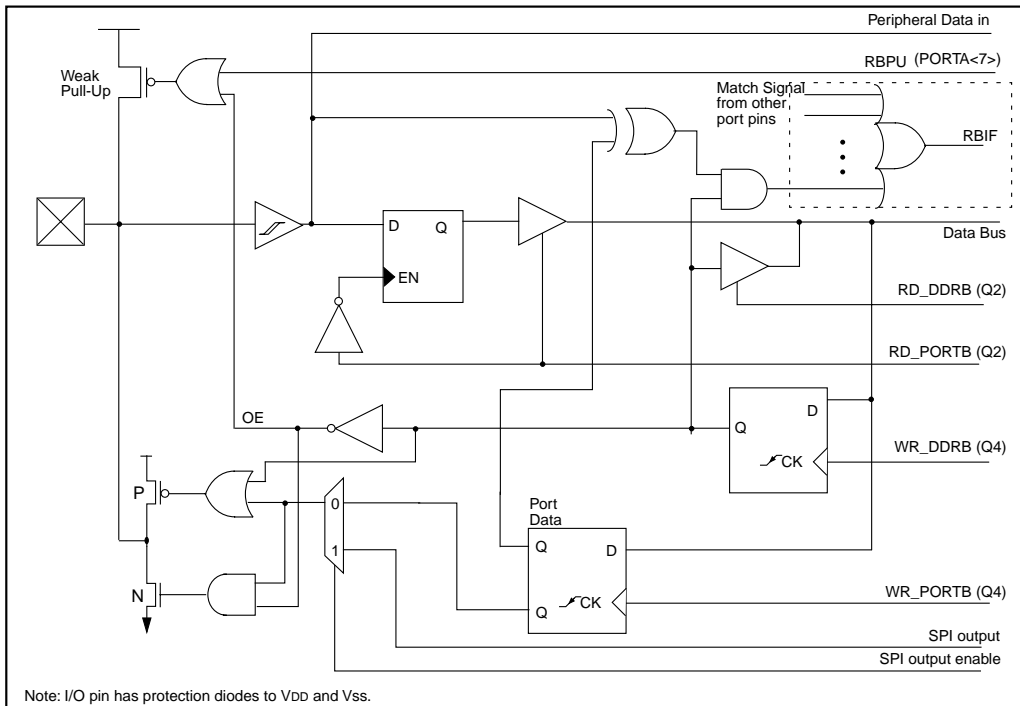 Peripheral Data in
Weak
Pull-Up
RBPU (PORTA<7>)
Match Signal
from other
port pins
RBIF
D
Q
EN
Data Bus
RD_DDRB (Q2)
RD_PORTB (Q2)
OE
D
Q
CK
WR_DDRB (Q4)
P
0
1
Port
Data
Q
D
N
Q
CK
WR_PORTB (Q4)
SPI output
SPI output enable
Note: I/O pin has protection diodes to VDD and Vss.